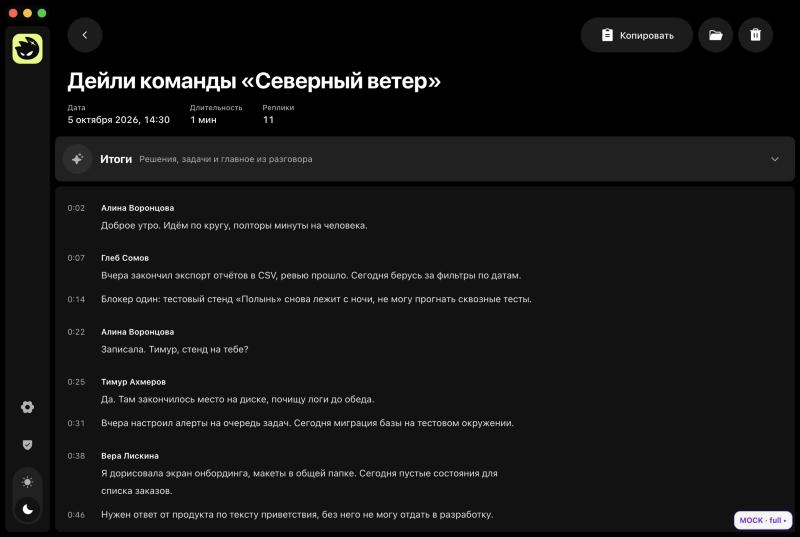 Копировать
Дейли команды «Северный ветер»
Дата
Длительность
Реплики
5 октября 2026, 14:30
1 мин
11
Итоги Решения, задачи и главное из разговора
0:02 Алина Воронцова
Доброе утро. Идём по кругу, полторы минуты на человека.
0:07 Глеб Сомов
Вчера закончил экспорт отчётов в CSV, ревью прошло. Сегодня берусь за фильтры по датам.
0:14 Блокер один: тестовый стенд «Полынь» снова лежит с ночи, не могу прогнать сквозные тесты.
0:22 Алина Воронцова
Записала. Тимур, стенд на тебе?
0:25 Тимур Ахмеров
Да. Там закончилось место на диске, почищу логи до обеда.
0:31 Вчера настроил алерты на очередь задач. Сегодня миграция базы на тестовом окружении.
0:38 Вера Лискина
Я дорисовала экран онбординга, макеты в общей папке. Сегодня пустые состояния для
списка заказов.
0:46 Нужен ответ от продукта по тексту приветствия, без него не могу отдать в разработку.
MOCK · full •